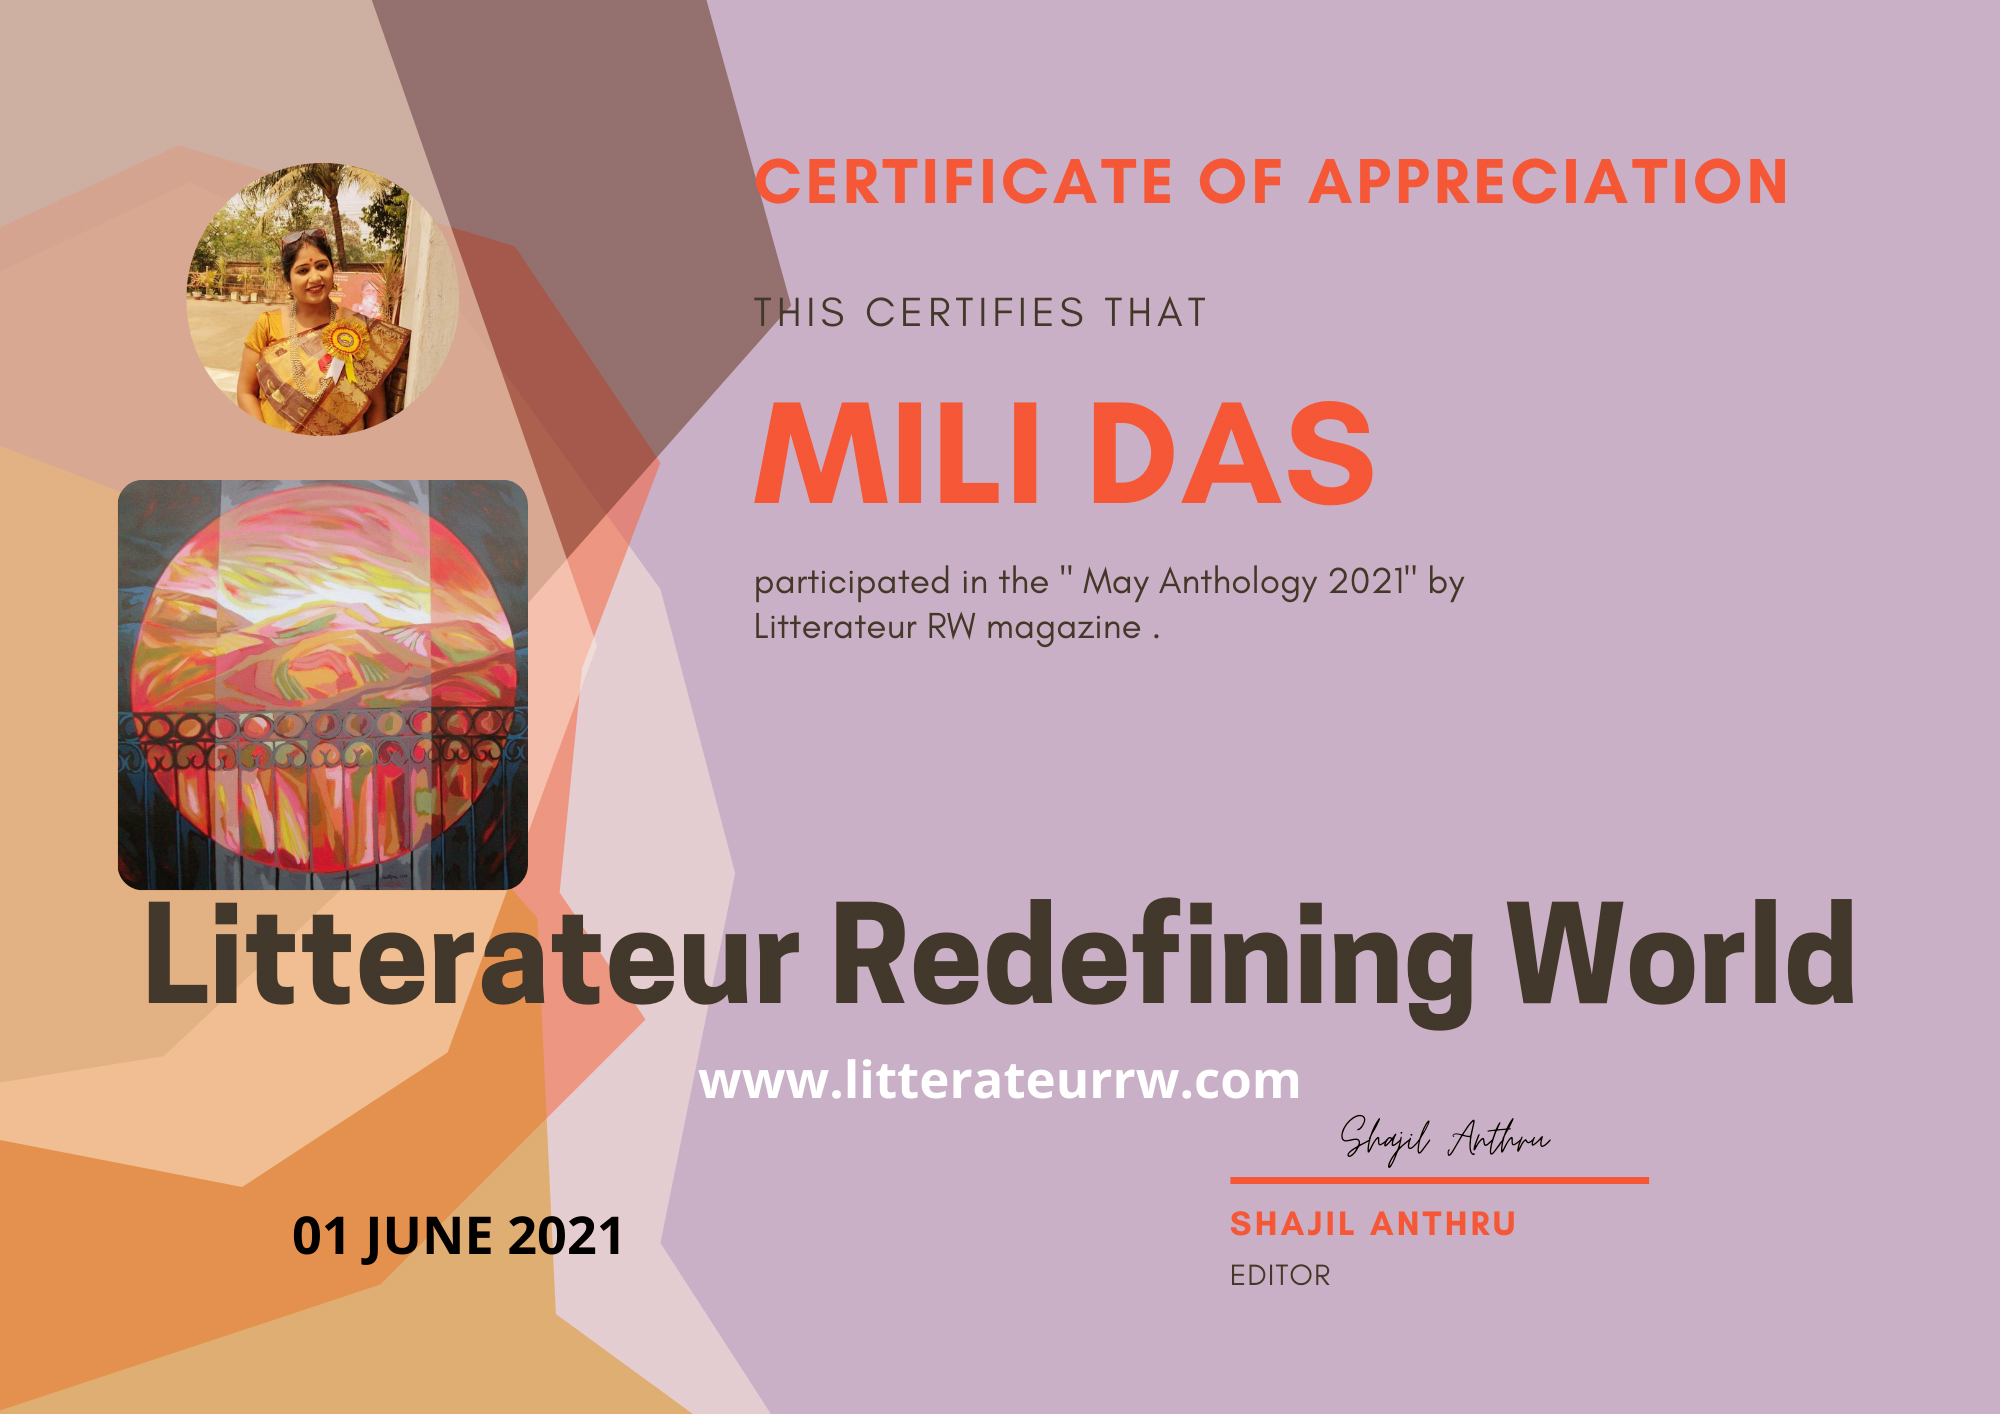 CERTIFICATE OF APPRECIATION
THIS CERTIFIES THAT
MILI DAS
participated in the " May Anthology 2021" by
Litterateur RW magazine .
Litterateur Redefining World
www.litterateurrw.com
Shajil Anthru
SHAJIL ANTHRU
EDITOR
01 JUNE 2021